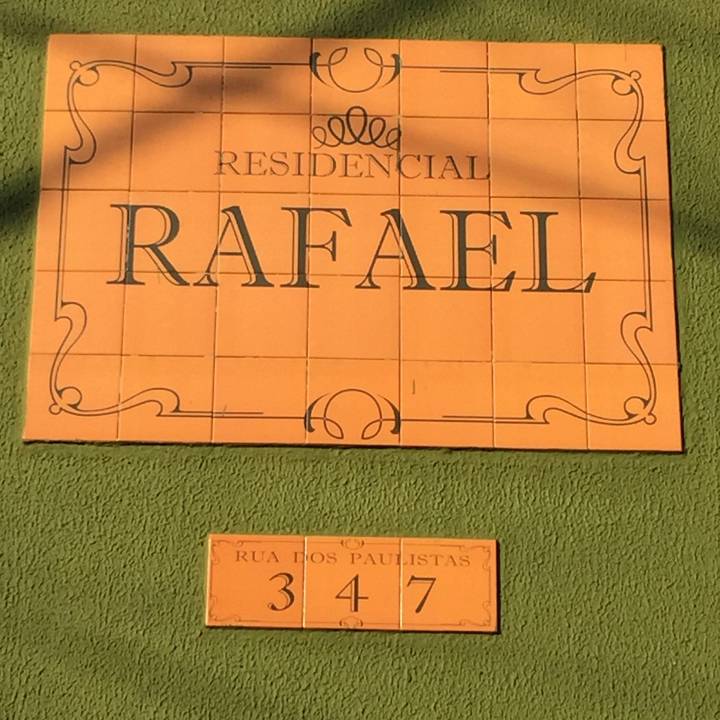 RESIDENCIAL
RAFAEL
RUA DOS PAULISTAS
347